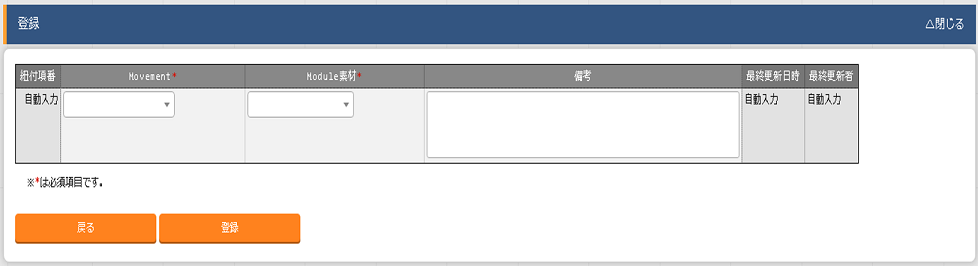 登録 △閉じる
紐付項番 Movement* Module素材* 備考 最終更新日時 最終更新者
自動入力 自動入力 自動入力
※*は必須項目です。
戻る 登録